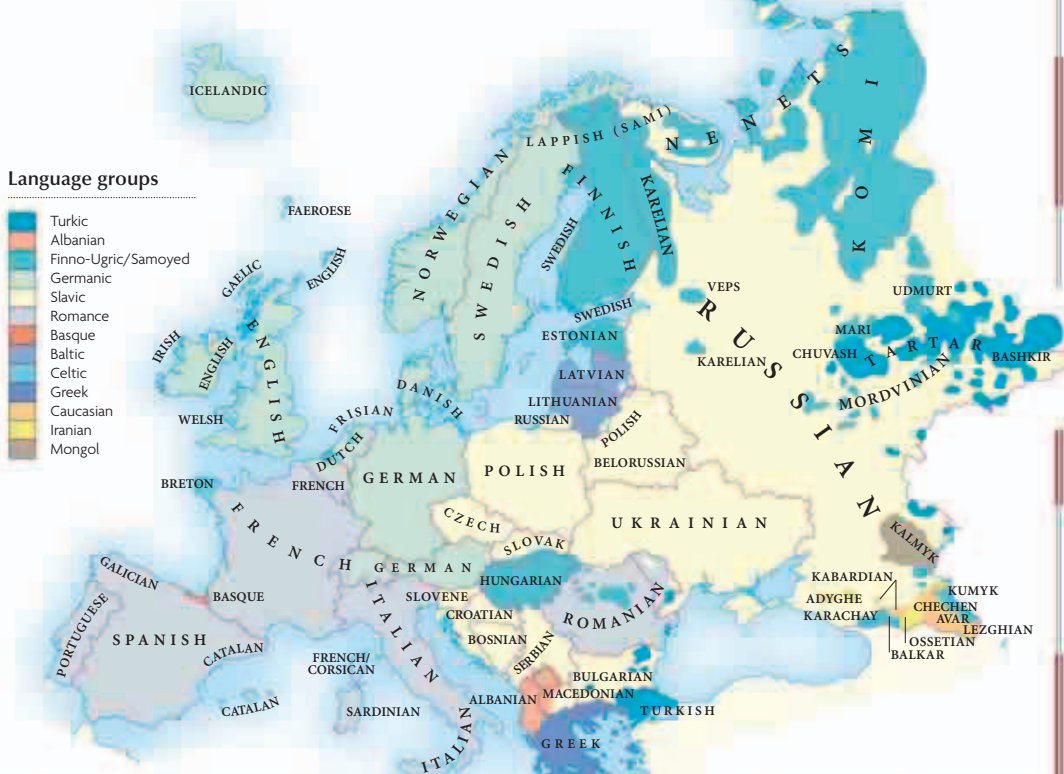 ICELANDIC
Language groups
Turkic
Albanian
Finno-Ugric/Samoyed
Germanic
Slavic
Romance
Basque
Baltic
Celtic
Greek
Caucasian
Iranian
Mongol
NENETS
KOMI
LAPPISH (SAMI)
NORWEGIAN
SWEDISH
FINNISH
KARELIAN
SWEDISH
FAEROESE
GAELIC
ENGLISH
SWEDISH
VEPS
UDMURT
RUSSIAN
ESTONIAN
MARI
CHUVASH
TARTAR
BASHKIR
KARELIAN
MORDVINIAN
IRISH
ENGLISH
ENGLISH
LATVIAN
DANISH
LITHUANIAN
RUSSIAN
FRISIAN
WELSH
POLISH
DUTCH
BELORUSSIAN
GERMAN
POLISH
BRETON
FRENCH
FRENCH
CZECH
UKRAINIAN
SLOVAK
KALMYK
GERMAN
HUNGARIAN
GALICIAN
BASQUE
ITALIAN
SLOVENE
ROMANIAN
KABARDIAN
ADYGHE
KUMYK
CROATIAN
CHECHEN
KARACHAY
AVAR
LEZGHIAN
PORTUGUESE
SPANISH
BOSNIAN
OSSETIAN
BALKAR
CATALAN
FRENCH/
CORSICAN
SERBIAN
BULGARIAN
ALBANIAN
MACEDONIAN
CATALAN
SARDINIAN
TURKISH
ITALIAN
GREEK